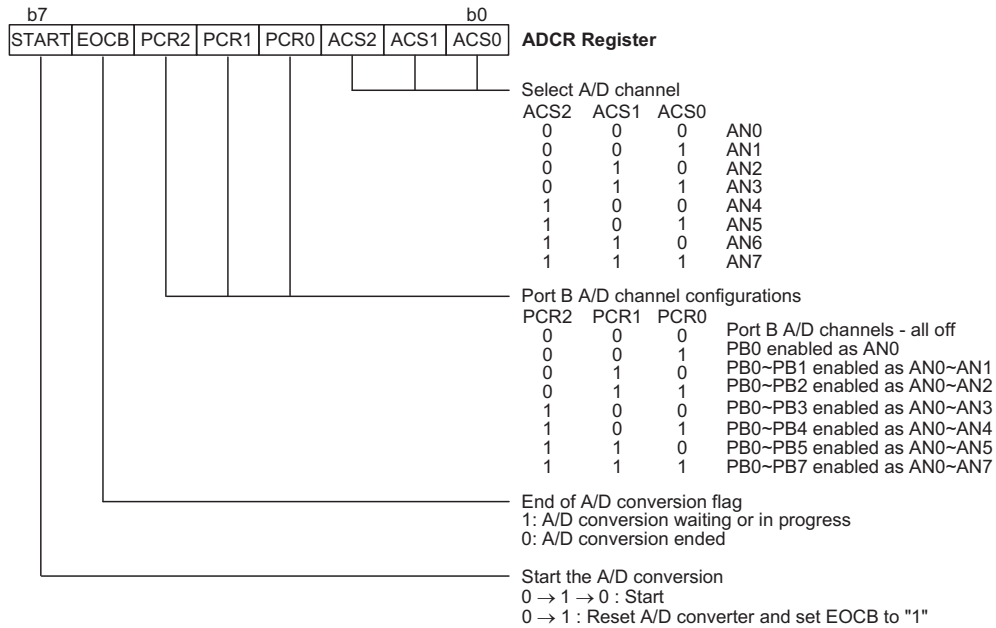 b7 b0
START EOCB PCR2 PCR1 PCR0 ACS2 ACS1 ACS0 ADCR Register
Select A/D channel
ACS2 ACS1 ACS0
0 0 0 AN0
0 0 1 AN1
0 1 0 AN2
0 1 1 AN3
1 0 0 AN4
1 0 1 AN5
1 1 0 AN6
1 1 1 AN7
Port B A/D channel configurations
PCR2 PCR1 PCR0
0 0 0 Port B A/D channels - all off
0 0 1 PB0 enabled as AN0
0 1 0 PB0~PB1 enabled as AN0~AN1
0 1 1 PB0~PB2 enabled as AN0~AN2
1 0 0 PB0~PB3 enabled as AN0~AN3
1 0 1 PB0~PB4 enabled as AN0~AN4
1 1 0 PB0~PB5 enabled as AN0~AN5
1 1 1 PB0~PB7 enabled as AN0~AN7
End of A/D conversion flag
1: A/D conversion waiting or in progress
0: A/D conversion ended
Start the A/D conversion
0 → 1 → 0 : Start
0 → 1 : Reset A/D converter and set EOCB to "1"